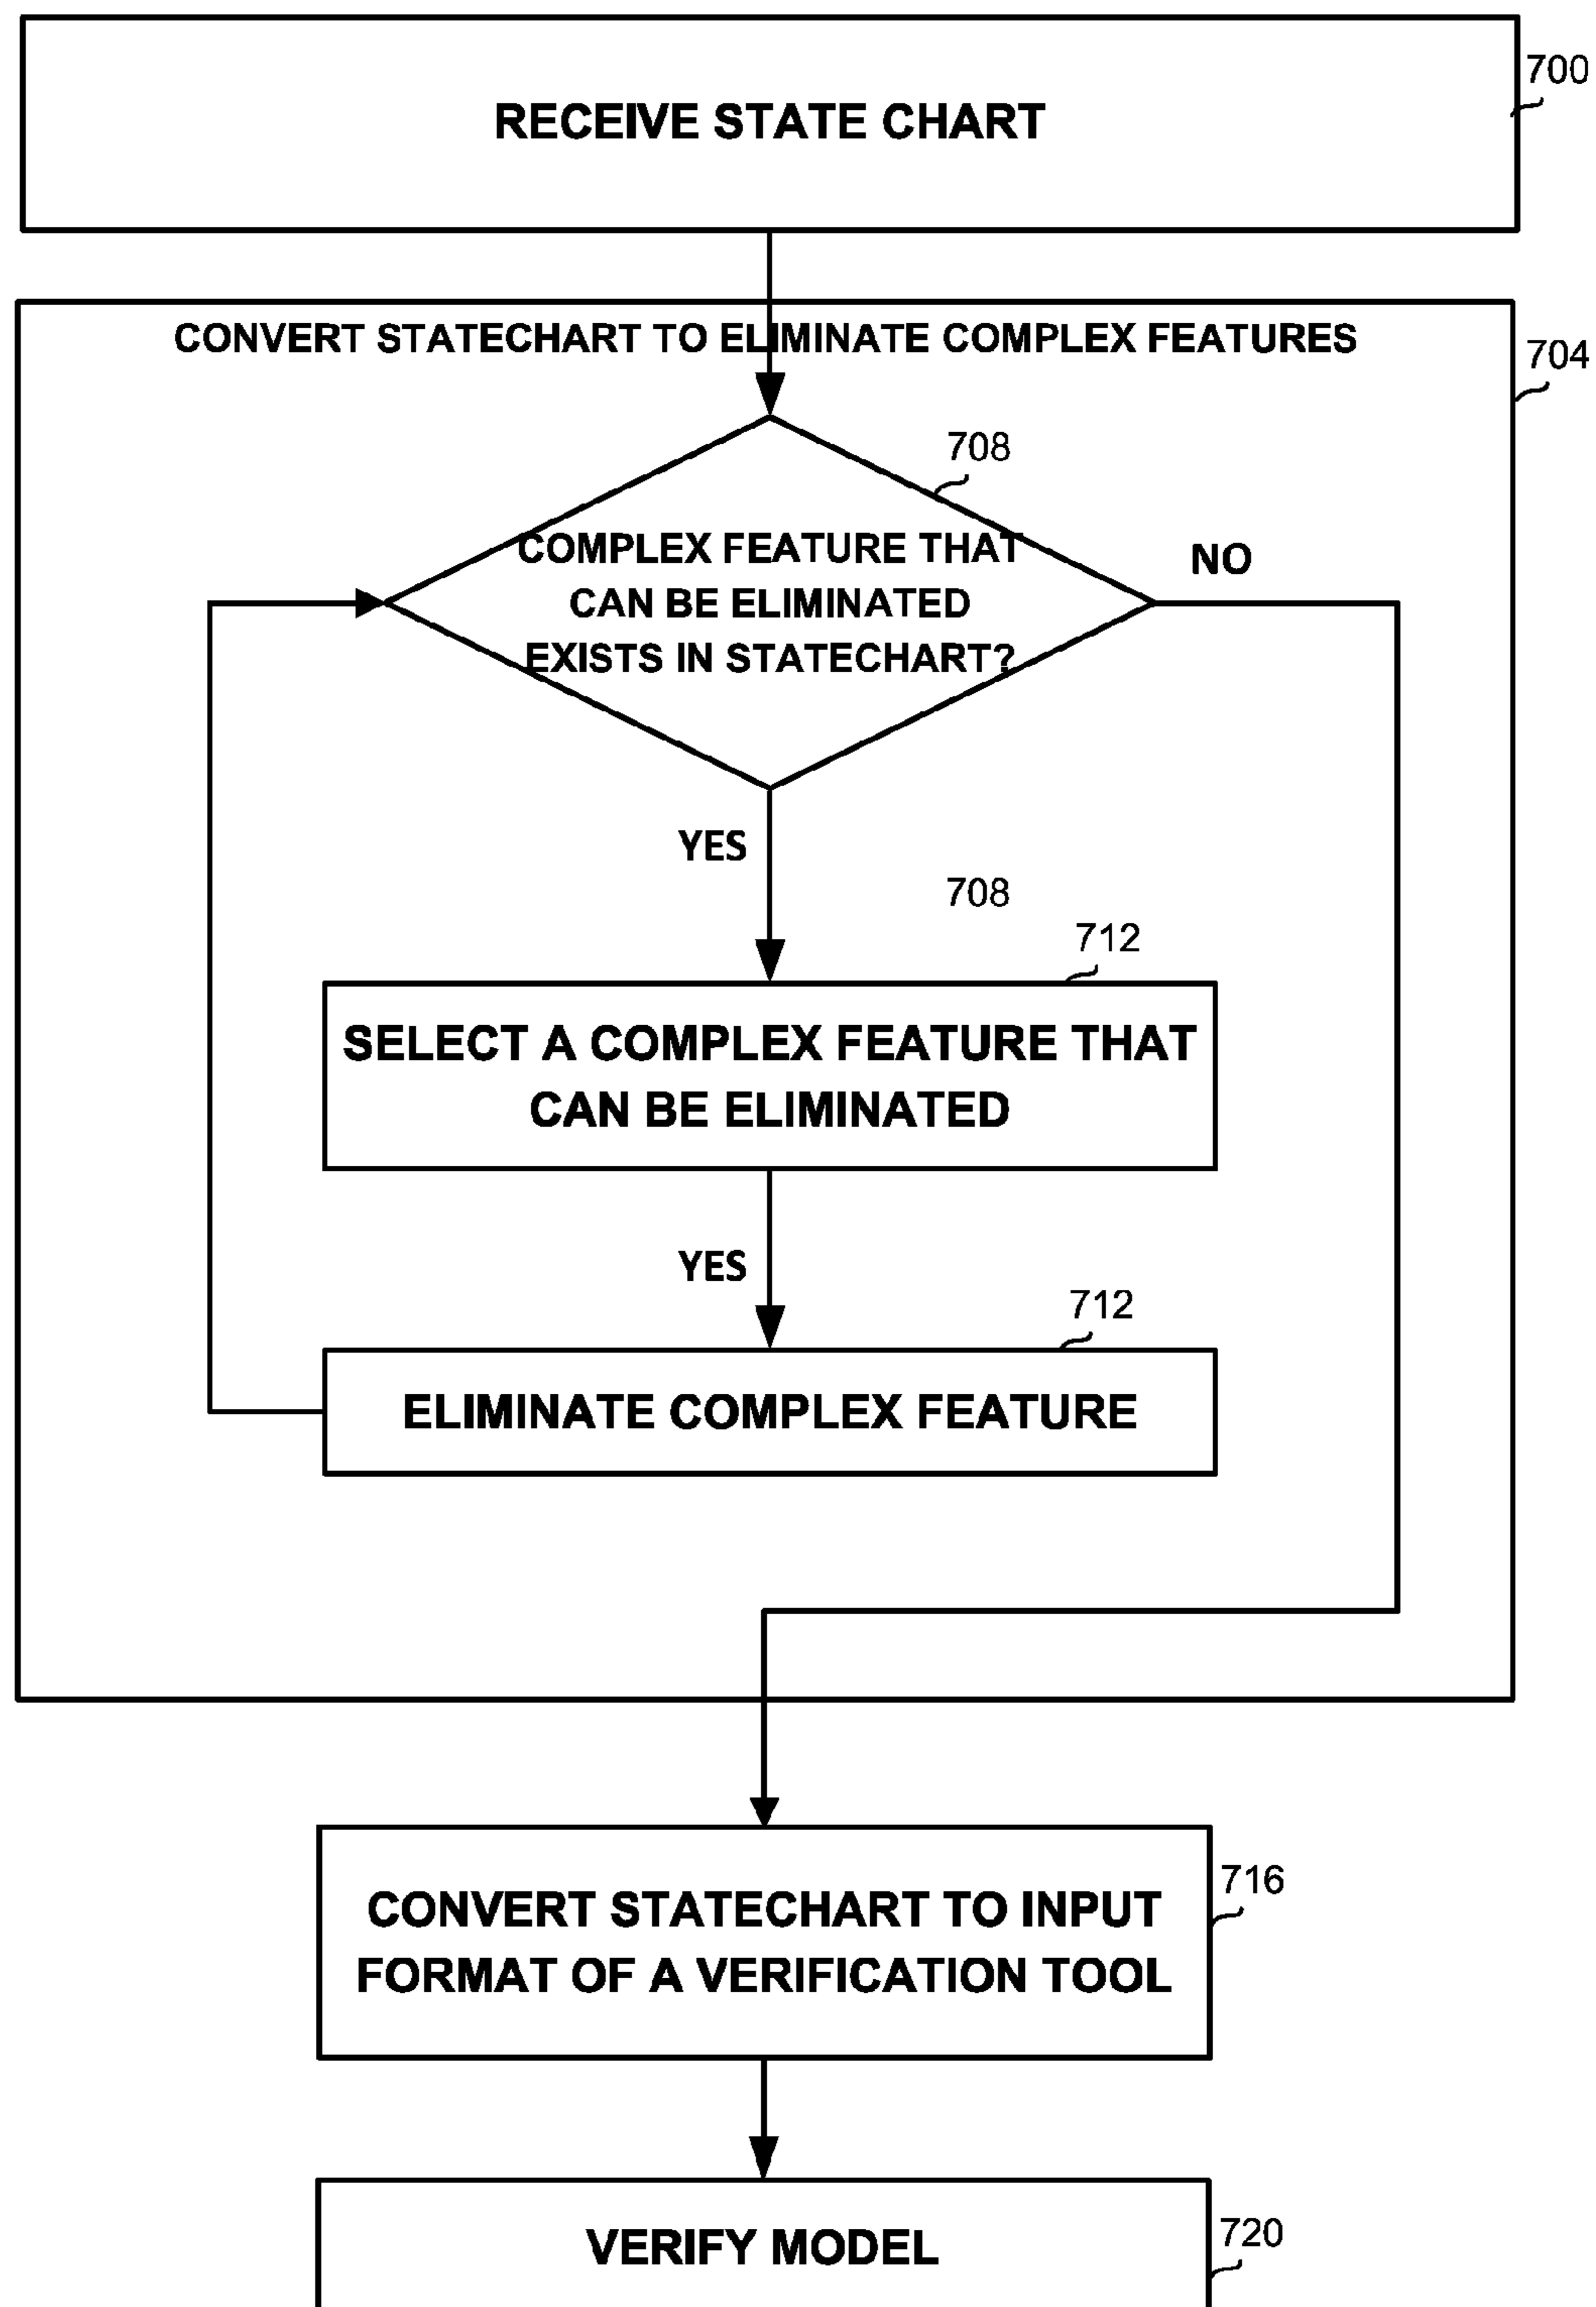 RECEIVE STATE CHART
700
CONVERT STATECHART TO ELIMINATE COMPLEX FEATURES
704
708
COMPLEX FEATURE THAT
CAN BE ELIMINATED
EXISTS IN STATECHART?
NO
YES
708
712
SELECT A COMPLEX FEATURE THAT
CAN BE ELIMINATED
YES
712
ELIMINATE COMPLEX FEATURE
CONVERT STATECHART TO INPUT
FORMAT OF A VERIFICATION TOOL
716
VERIFY MODEL
720